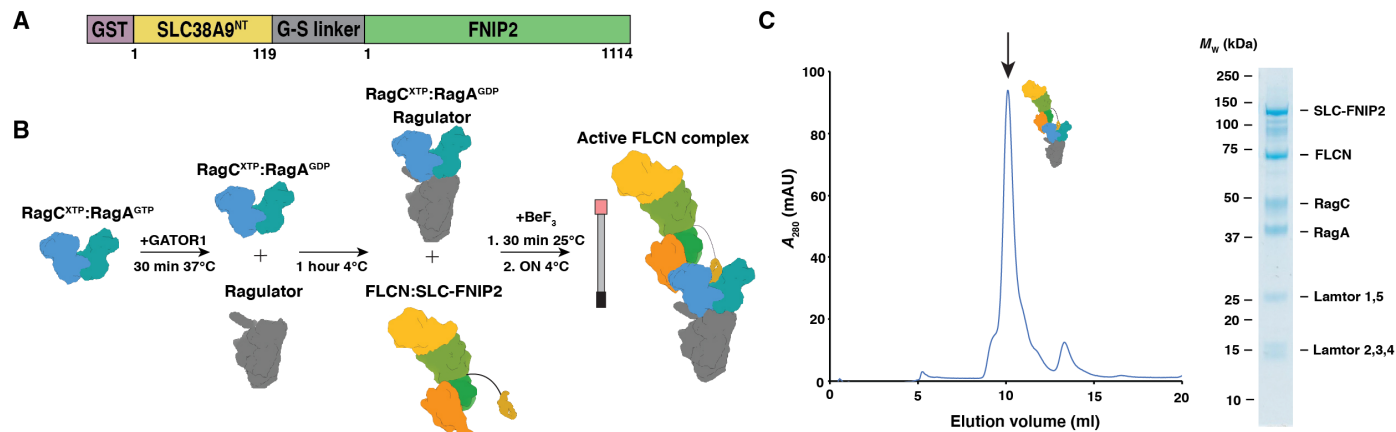 A
GST
SLC38A9NT
G-S linker
FNIP2
1
119
1
1114
B
RagCXTP:RagAGTP
+GATOR1
30 min 37°C
RagCXTP:RagAGDP
+
Ragulator
1 hour 4°C
RagCXTP:RagAGDP
Ragulator
+
FLCN:SLC-FNIP2
+BeF3
1. 30 min 25°C
2. ON 4°C
Active FLCN complex
C
A280 (mAU)
100
80
60
40
20
0
0
5
10
15
20
Elution volume (ml)
MW (kDa)
250
150
100
75
50
37
25
20
15
10
SLC-FNIP2
FLCN
RagC
RagA
Lamtor 1,5
Lamtor 2,3,4